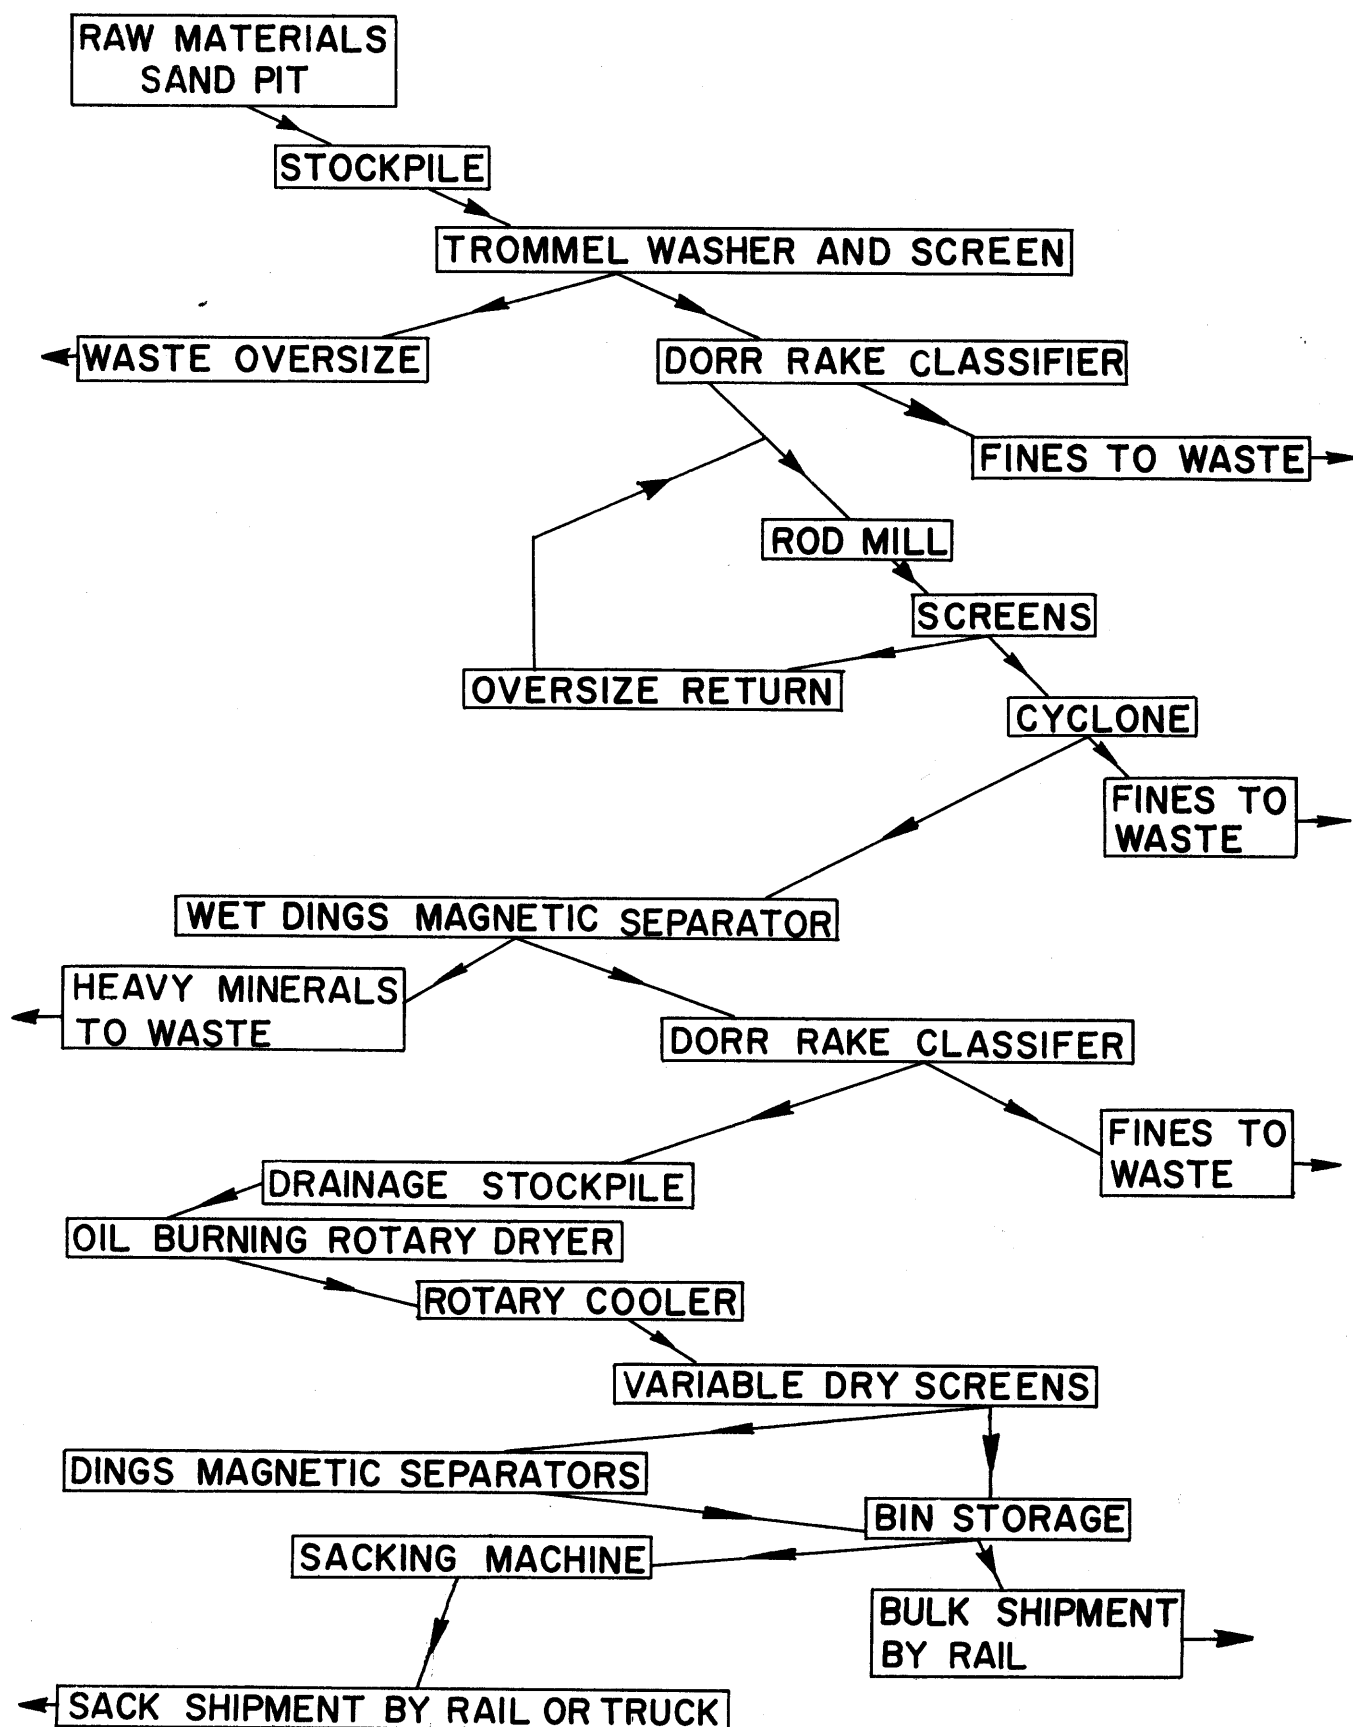 RAW MATERIALS
SAND PIT
STOCKPILE
TROMMEL WASHER AND SCREEN
WASTE OVERSIZE
DORR RAKE CLASSIFIER
FINES TO WASTE
ROD MILL
SCREENS
OVERSIZE RETURN
CYCLONE
FINES TO
WASTE
WET DINGS MAGNETIC SEPARATOR
HEAVY MINERALS
TO WASTE
DORR RAKE CLASSIFER
FINES TO
WASTE
DRAINAGE STOCKPILE
OIL BURNING ROTARY DRYER
ROTARY COOLER
VARIABLE DRY SCREENS
DINGS MAGNETIC SEPARATORS
BIN STORAGE
SACKING MACHINE
BULK SHIPMENT
BY RAIL
SACK SHIPMENT BY RAIL OR TRUCK